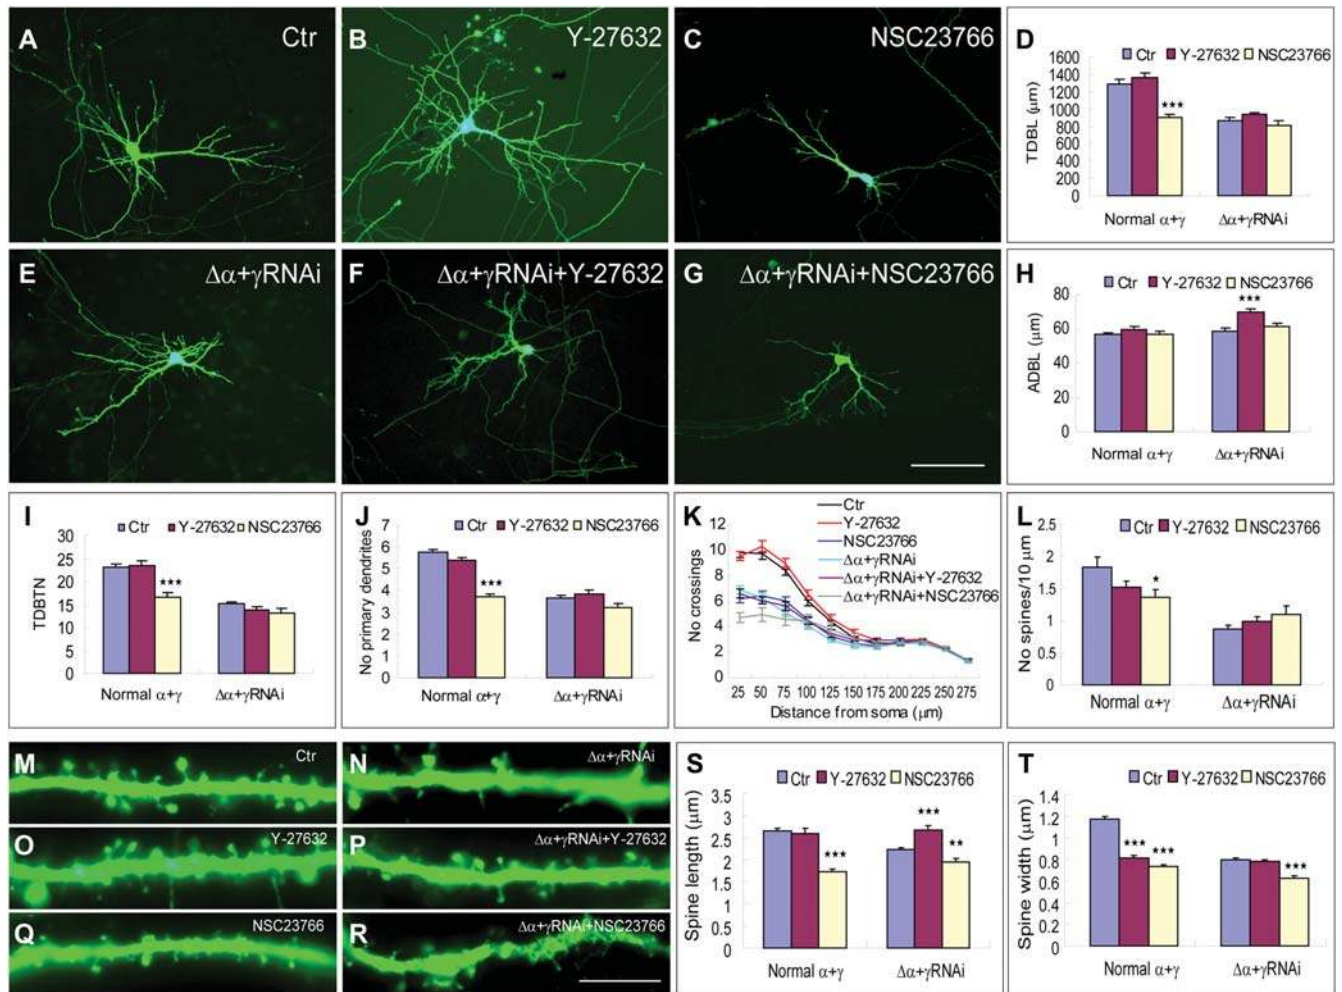 A Ctr
B Y-27632
C NSC23766
D
Ctr Y-27632 NSC23766
TDBL (μm)
1600
1400
1200
1000
800
600
400
200
0
***
Normal α+γ Δα+γRNAi
E Δα+γRNAi
F Δα+γRNAi+Y-27632
G Δα+γRNAi+NSC23766
H
Ctr Y-27632 NSC23766
ADBL (μm)
80
60
40
20
0
***
Normal α+γ Δα+γRNAi
I
Ctr Y-27632 NSC23766
TDBTN
30
25
20
15
10
5
0
***
Normal α+γ Δα+γRNAi
J
Ctr Y-27632 NSC23766
No primary dendrites
7
6
5
4
3
2
1
0
***
Normal α+γ Δα+γRNAi
K
Ctr
Y-27632
NSC23766
Δα+γRNAi
Δα+γRNAi+Y-27632
Δα+γRNAi+NSC23766
No crossings
12
10
8
6
4
2
0
25 50 75 100 125 150 175 200 225 250 275
Distance from soma (μm)
L
Ctr Y-27632 NSC23766
No spines/10 μm
2.5
2
1.5
1
0.5
0
*
Normal α+γ Δα+γRNAi
M Ctr
N Δα+γRNAi
O Y-27632
P Δα+γRNAi+Y-27632
Q NSC23766
R Δα+γRNAi+NSC23766
S
Ctr Y-27632 NSC23766
Spine length (μm)
3.5
3
2.5
2
1.5
1
0.5
0
*** *** **
Normal α+γ Δα+γRNAi
T
Ctr Y-27632 NSC23766
Spine width (μm)
1.4
1.2
1
0.8
0.6
0.4
0.2
0
*** *** ***
Normal α+γ Δα+γRNAi